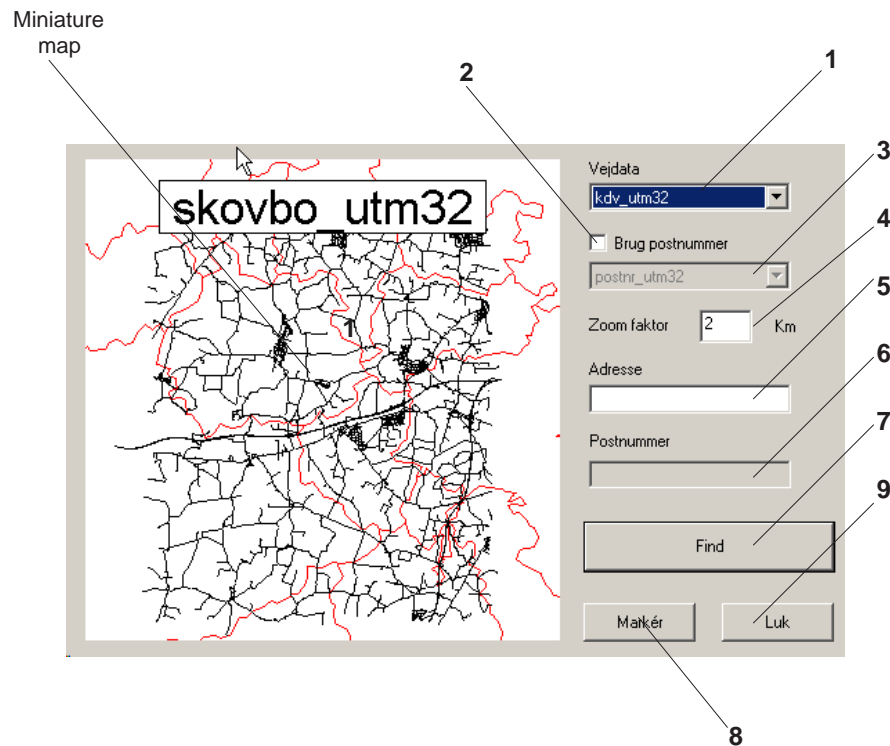 Miniature
map
1
2
skovbo_utm32
1
Vejdata
kdv_utm32
3
Brug postnummer
4
postnr_utm32
5
Zoom faktor 2 Km
Adresse
6
Postnummer
7
9
Find
Markér Luk
8